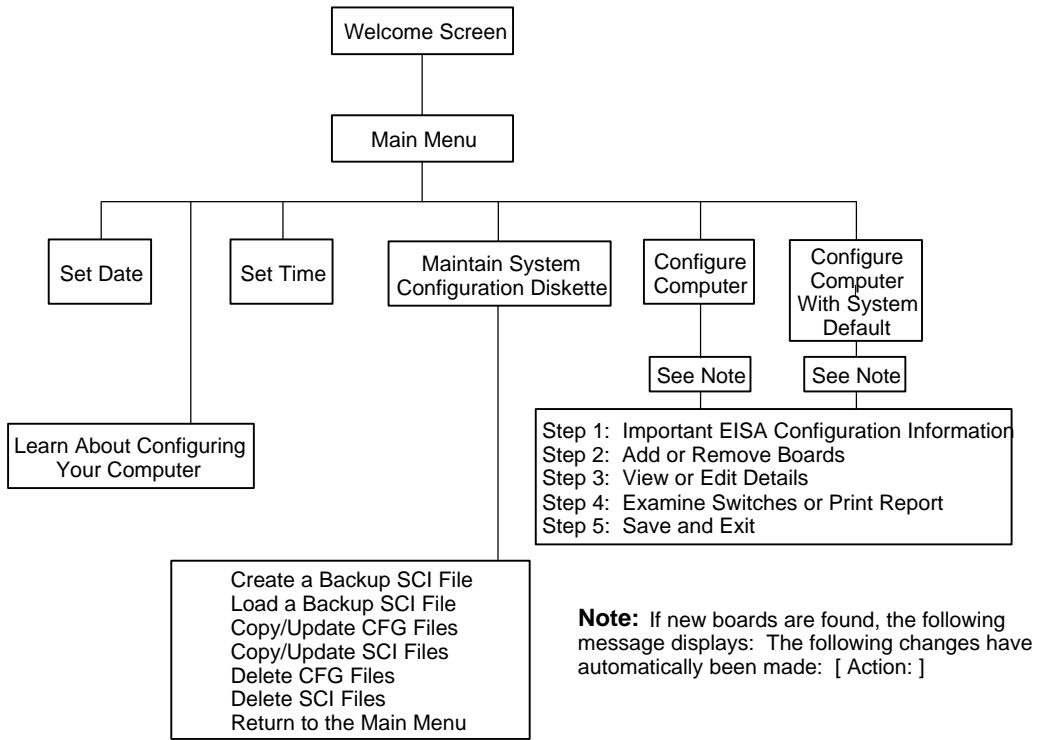 Welcome Screen
Main Menu
Set Date
Set Time
Maintain System
Configuration Diskette
Configure
Computer
Configure
Computer
With System
Default
See Note
See Note
Learn About Configuring
Your Computer
Step 1: Important EISA Configuration Information
Step 2: Add or Remove Boards
Step 3: View or Edit Details
Step 4: Examine Switches or Print Report
Step 5: Save and Exit
Create a Backup SCI File
Load a Backup SCI File
Copy/Update CFG Files
Copy/Update SCI Files
Delete CFG Files
Delete SCI Files
Return to the Main Menu
Note: If new boards are found, the following
message displays: The following changes have
automatically been made: [ Action: ]